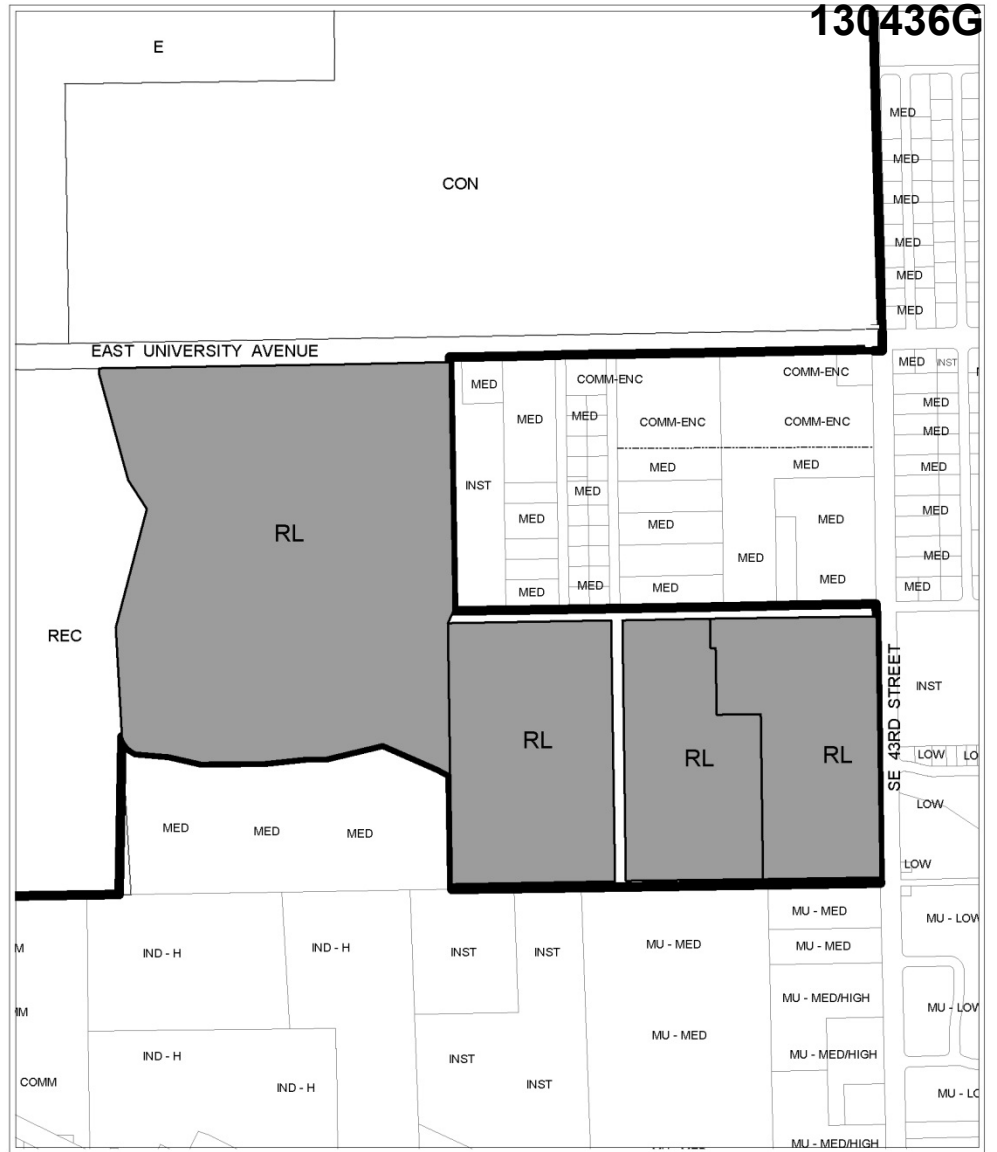 130436G
E
MED
MED
CON
MED
MED
MED
MED
EAST UNIVERSITY AVENUE
MED COMM-ENC COMM-ENC MED INST
MED MED COMM-ENC COMM-ENC MED
MED
MED MED MED
INST MED
MED MED MED MED
RL MED MED
MED MED MED MED MED
REC
SE 43RD STREET
INST
RL RL RL
LOW
LOW
MED MED MED
LOW
MU - MED
IND - H IND - H INST INST MU - MED MU - MED
MU - MED/HIGH
MU - MED
IND - H INST MU - MED/HIGH
COMM IND - H INST
MU - MED/HIGH